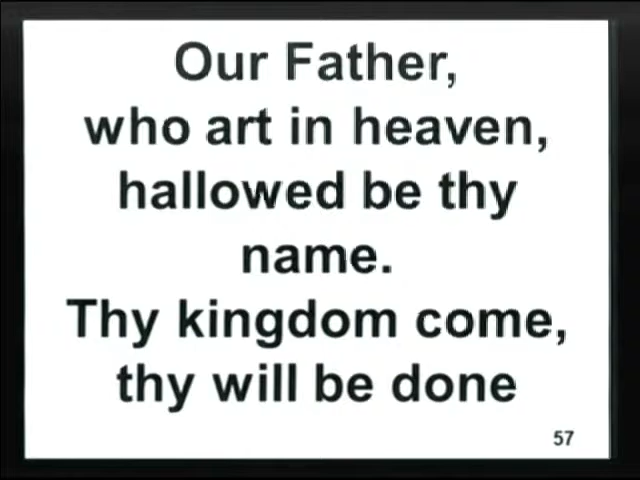 Our Father,
who art in heaven,
hallowed be thy
name.
Thy kingdom come,
thy will be done
57